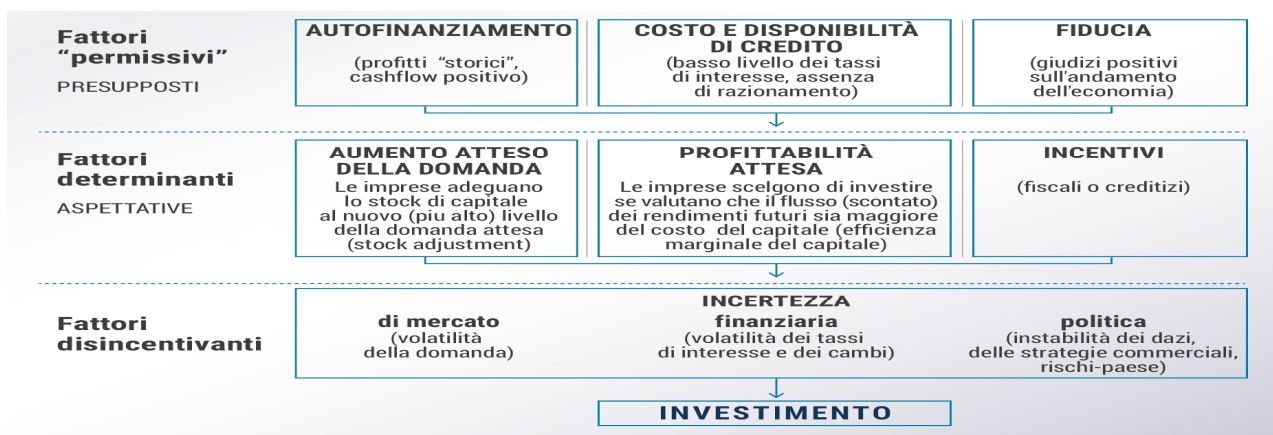 Fattori
“permissivi”
PRESUPPOSTI
AUTOFINANZIAMENTO
(profitti “storici”,
cashflow positivo)
COSTO E DISPONIBILITÀ
DI CREDITO
(basso livello dei tassi
di interesse, assenza
di razionamento)
FIDUCIA
(giudizi positivi
sull'andamento
dell'economia)
Fattori
determinanti
ASPETTATIVE
AUMENTO ATTESO
DELLA DOMANDA
Le imprese adeguano
lo stock di capitale
al nuovo (piu alto) livello
della domanda attesa
(stock adjustment)
PROFITTABILITÀ
ATTESA
Le imprese scelgono di investire
se valutano che il flusso (scontato)
dei rendimenti futuri sia maggiore
del costo del capitale (efficienza
marginale del capitale)
INCENTIVI
(fiscali o creditizi)
Fattori
disincentivanti
INCERTEZZA
di mercato
(volatilità
della domanda)
finanziaria
(volatilità dei tassi
di interesse e dei cambi)
politica
(instabilità dei dazi,
delle strategie commerciali,
rischi-paese)
INVESTIMENTO